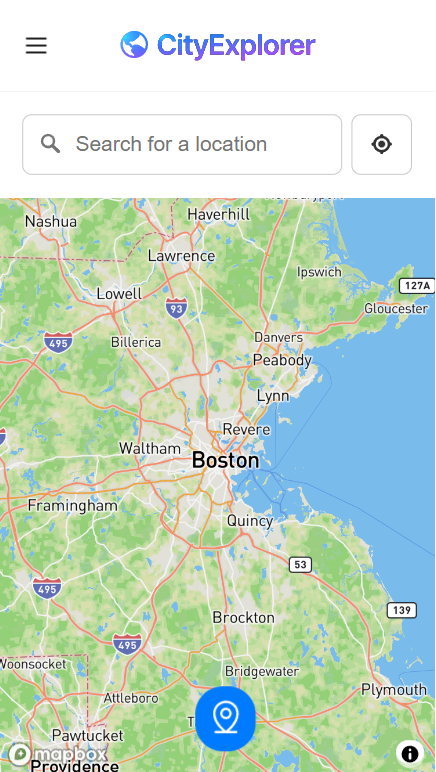 CityExplorer
Search for a location
Nashua
Haverhill
Lawrence
Ipswich
127A
Lowell
93
Gloucester
495
Billerica
Danvers
Peabody
Lynn
Revere
Waltham
Boston
Framingham
Quincy
53
495
139
Brockton
495
Woonsocket
Bridgewater
Plymouth
Attleboro
Pawtucket
mapbox
Providence